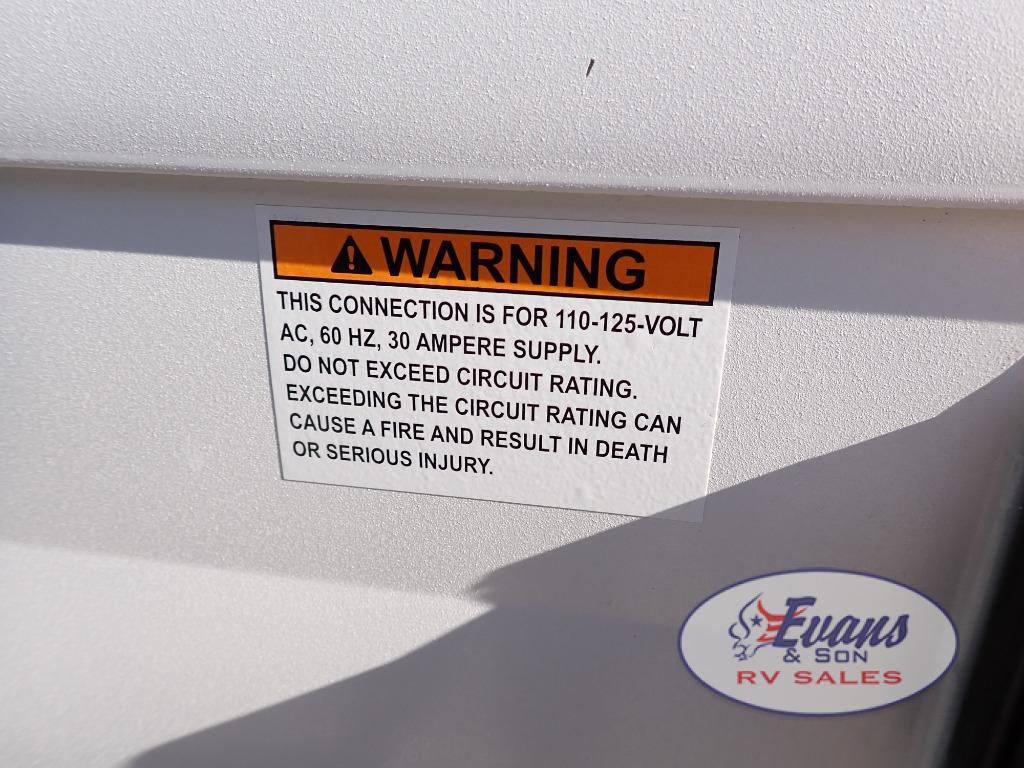 WARNING
THIS CONNECTION IS FOR 110-125-VOLT
AC, 60 HZ, 30 AMPERE SUPPLY.
DO NOT EXCEED CIRCUIT RATING.
EXCEEDING THE CIRCUIT RATING CAN
CAUSE A FIRE AND RESULT IN DEATH
OR SERIOUS INJURY.
Evans
& SON
RV SALES